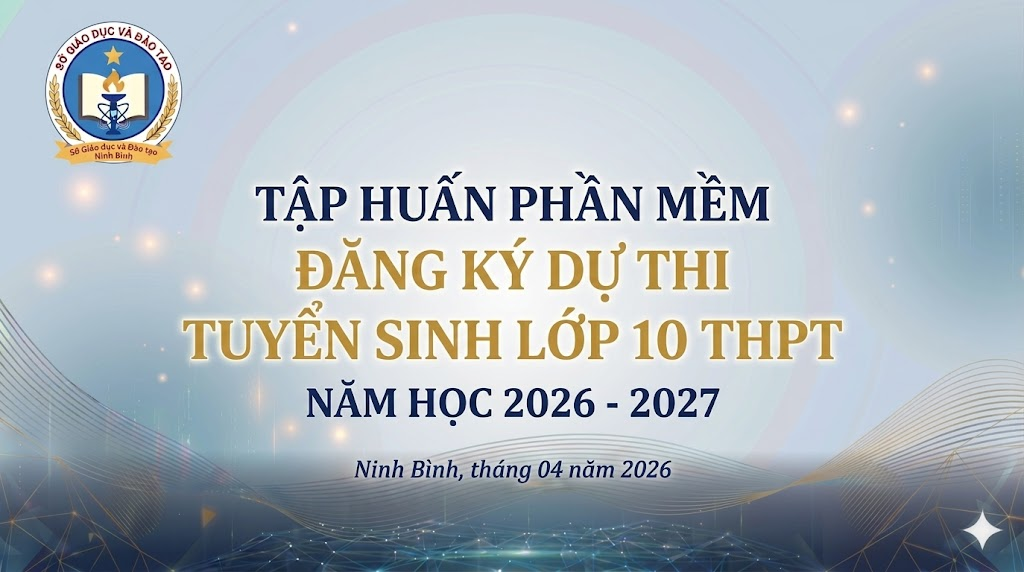 SỞ GIÁO DỤC VÀ ĐÀO TẠO
Sở Giáo dục và Đào tạo
Ninh Bình
TẬP HUẤN PHẦN MỀM
ĐĂNG KÝ DỰ THI
TUYỂN SINH LỚP 10 THPT
NĂM HỌC 2026 - 2027
Ninh Bình, tháng 04 năm 2026